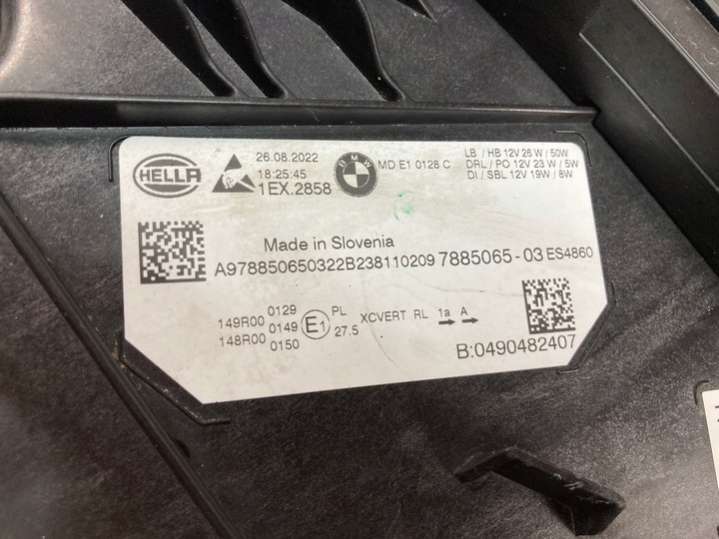 HELLA
26.08.2022
18:25:45
1EX.2858
BMW
MD E1 0128 C
LB / HB 12V 26 W / 50W
DRL / PO 12V 23 W / 5W
DI / SBL 12V 19W / 8W
Made in Slovenia
A978850650322B238110209 7885065 - 03 ES4860
149R00 0129
148R00 0149
0150
E1
PL
27.5
XCVERT RL 1a A
B:0490482407